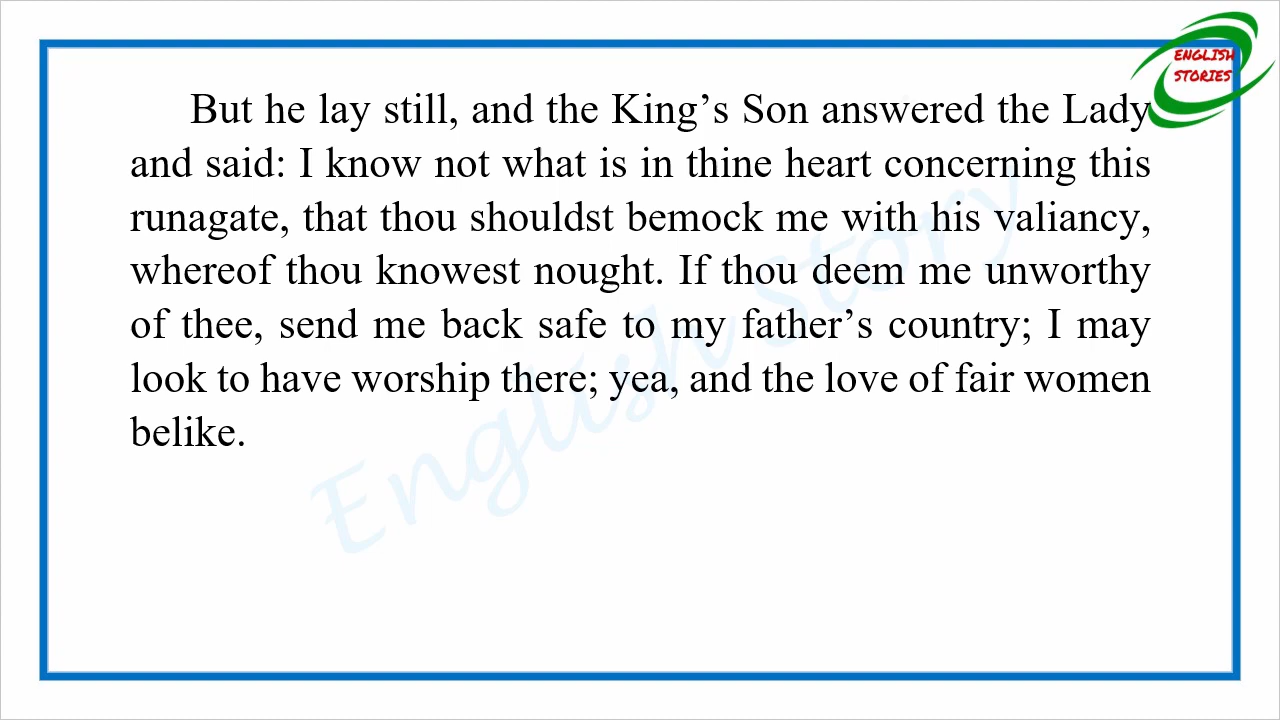 ENGLISH
STORIES
But he lay still, and the King’s Son answered the Lady
and said: I know not what is in thine heart concerning this
runagate, that thou shouldst bemock me with his valiancy,
whereof thou knowest nought. If thou deem me unworthy
of thee, send me back safe to my father’s country; I may
look to have worship there; yea, and the love of fair women
belike.
English Story